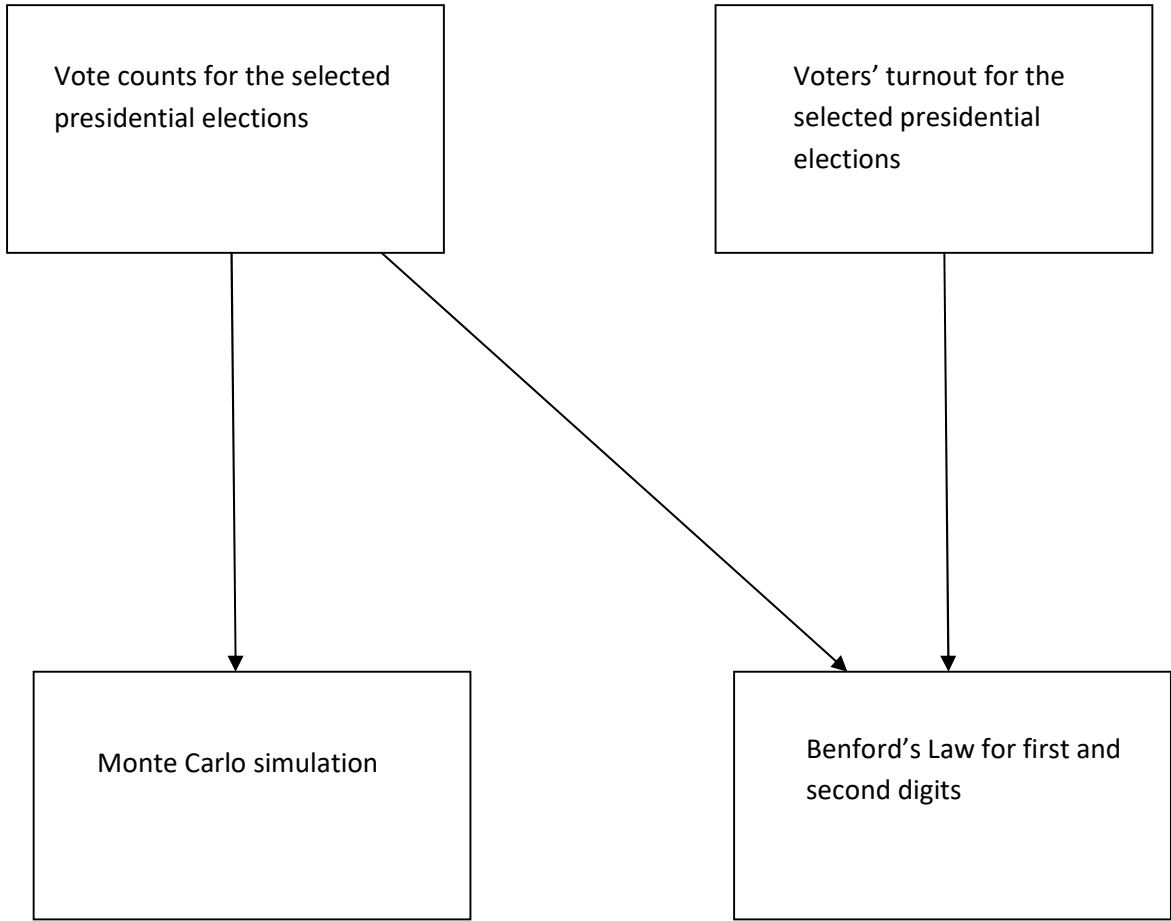 Vote counts for the selected
presidential elections
Voters’ turnout for the
selected presidential
elections
Monte Carlo simulation
Benford’s Law for first and
second digits